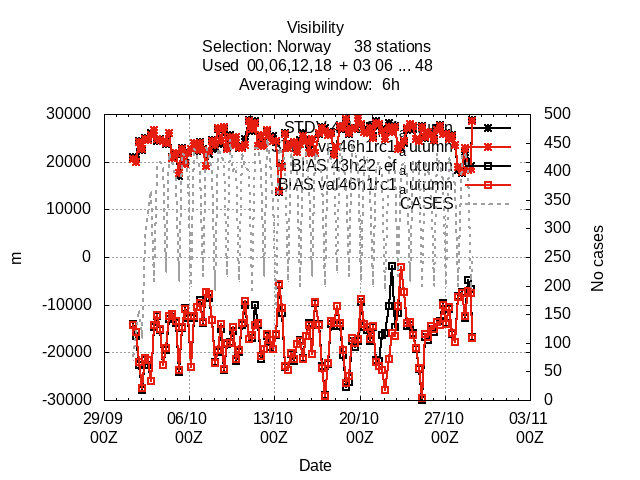 Visibility
Selection: Norway 38 stations
Used 00,06,12,18 + 03 06 ... 48
Averaging window: 6h
30000 500
450
20000 400
350
10000 300
0 250
200
-10000 150
-20000 100
50
-30000 0
m
No cases
BIAS val46h1rc1_autumn
CASES
29/09 06/10 13/10 20/10 27/10 03/11
00Z 00Z 00Z 00Z 00Z 00Z
Date